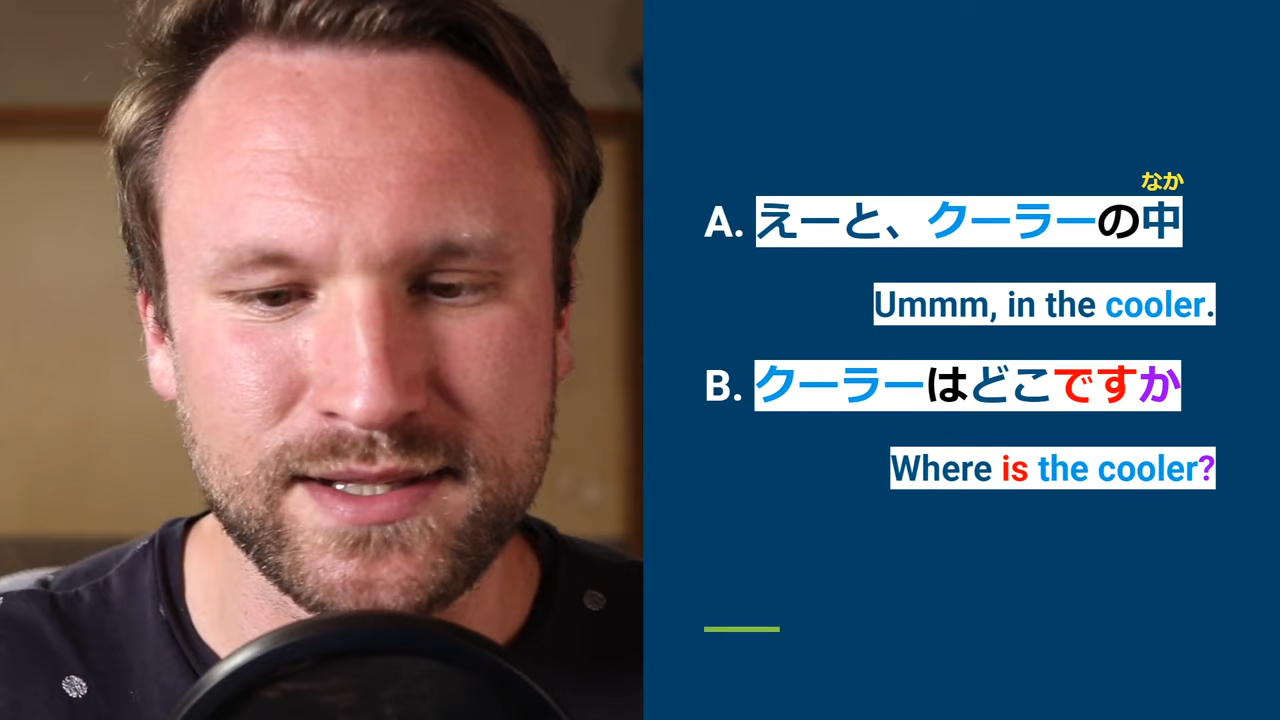 なか
A. えーと、クーラーの中
Ummm, in the cooler.
B. クーラーはどこですか
Where is the cooler?